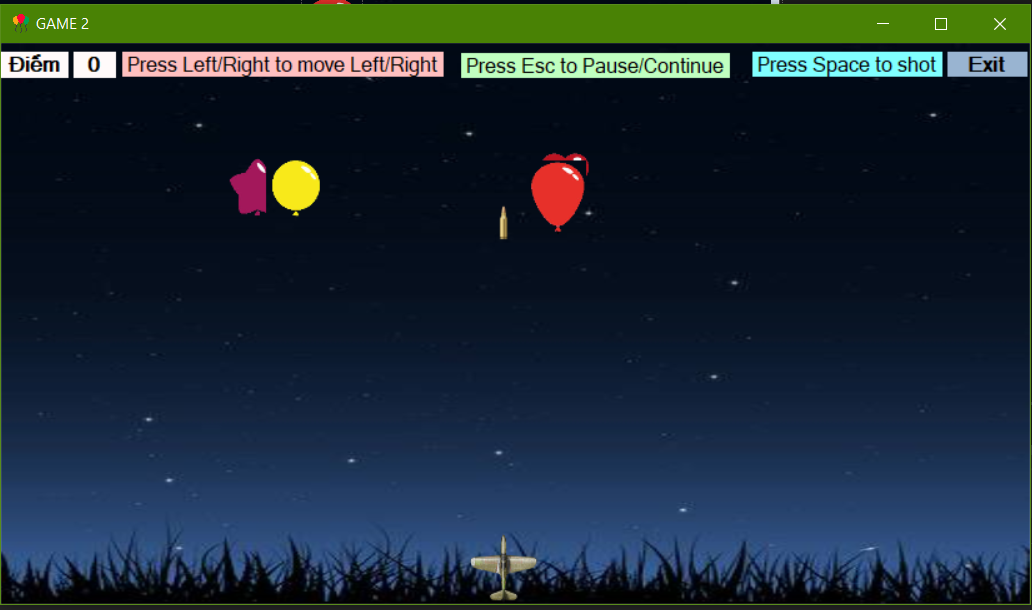 GAME 2
Điểm 0 Press Left/Right to move Left/Right Press Esc to Pause/Continue Press Space to shot Exit